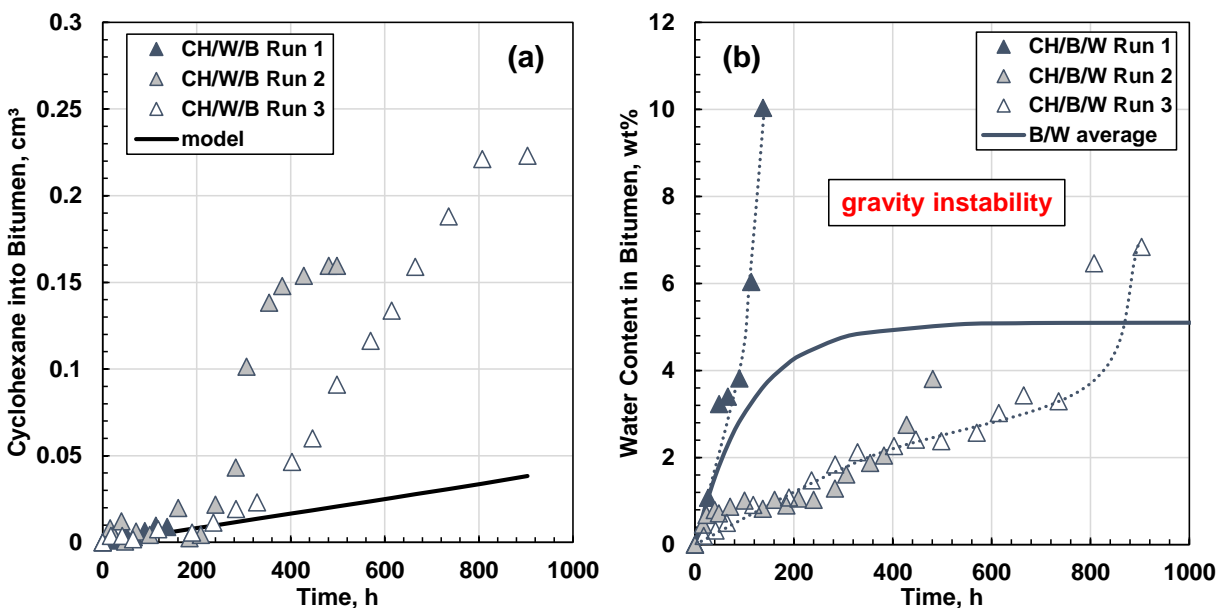 (a)
CH/W/B Run 1
CH/W/B Run 2
CH/W/B Run 3
model
Cyclohexane into Bitumen, cm³
0.3
0.25
0.2
0.15
0.1
0.05
0
0 200 400 600 800 1000
Time, h
(b)
CH/B/W Run 1
CH/B/W Run 2
CH/B/W Run 3
B/W average
gravity instability
Water Content in Bitumen, wt%
12
10
8
6
4
2
0
0 200 400 600 800 1000
Time, h